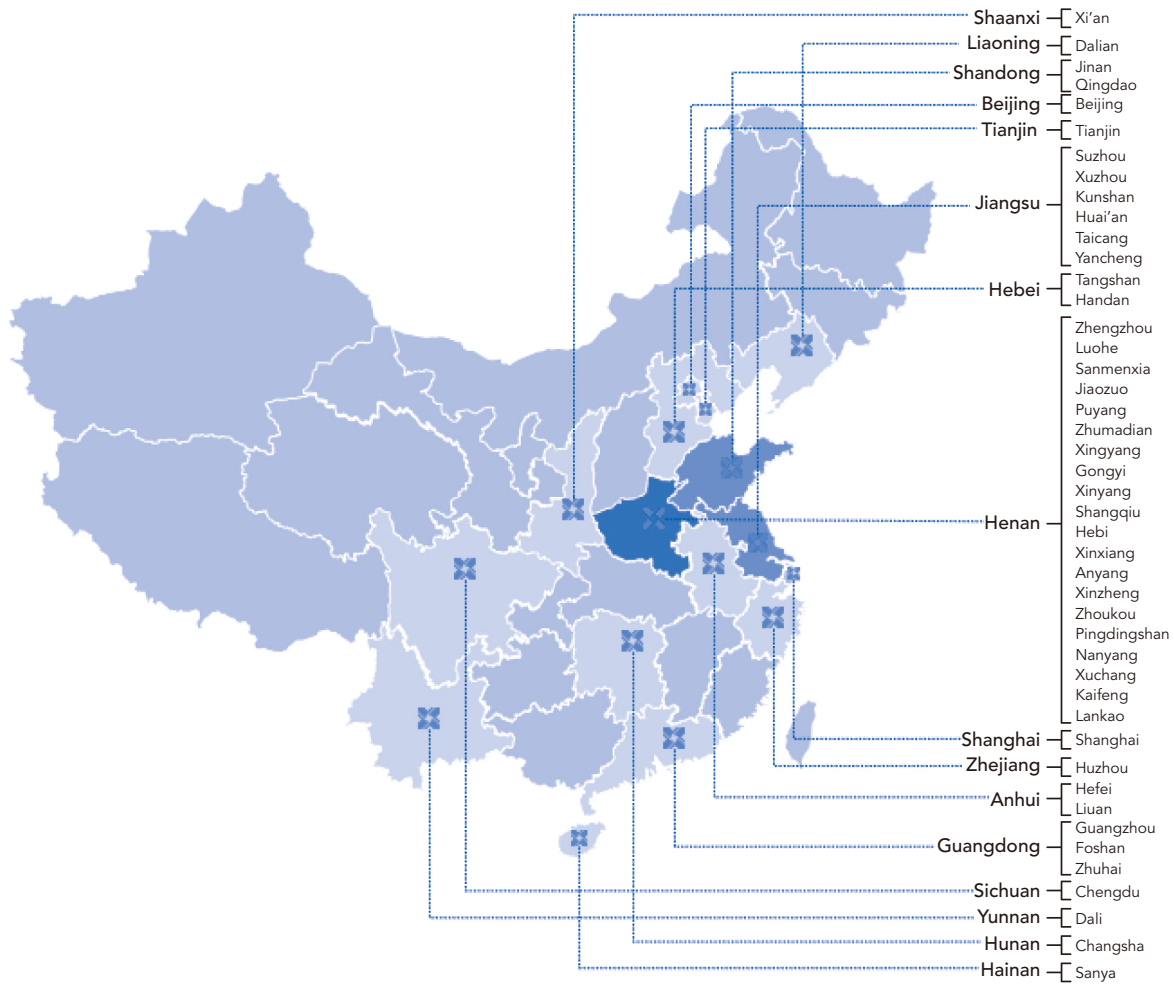 Shaanxi
Xi’an
Liaoning
Dalian
Shandong
Jinan
Qingdao
Beijing
Beijing
Tianjin
Tianjin
Jiangsu
Suzhou
Xuzhou
Kunshan
Huai’an
Taicang
Yancheng
Hebei
Tangshan
Handan
Henan
Zhengzhou
Luohe
Sanmenxia
Jiaozuo
Puyang
Zhumadian
Xingyang
Gongyi
Xinyang
Shangqiu
Hebi
Xinxiang
Anyang
Xinzheng
Zhoukou
Pingdingshan
Nanyang
Xuchang
Kaifeng
Lankao
Shanghai
Shanghai
Zhejiang
Huzhou
Anhui
Hefei
Liuan
Guangdong
Guangzhou
Foshan
Zhuhai
Sichuan
Chengdu
Yunnan
Dali
Hunan
Changsha
Hainan
Sanya